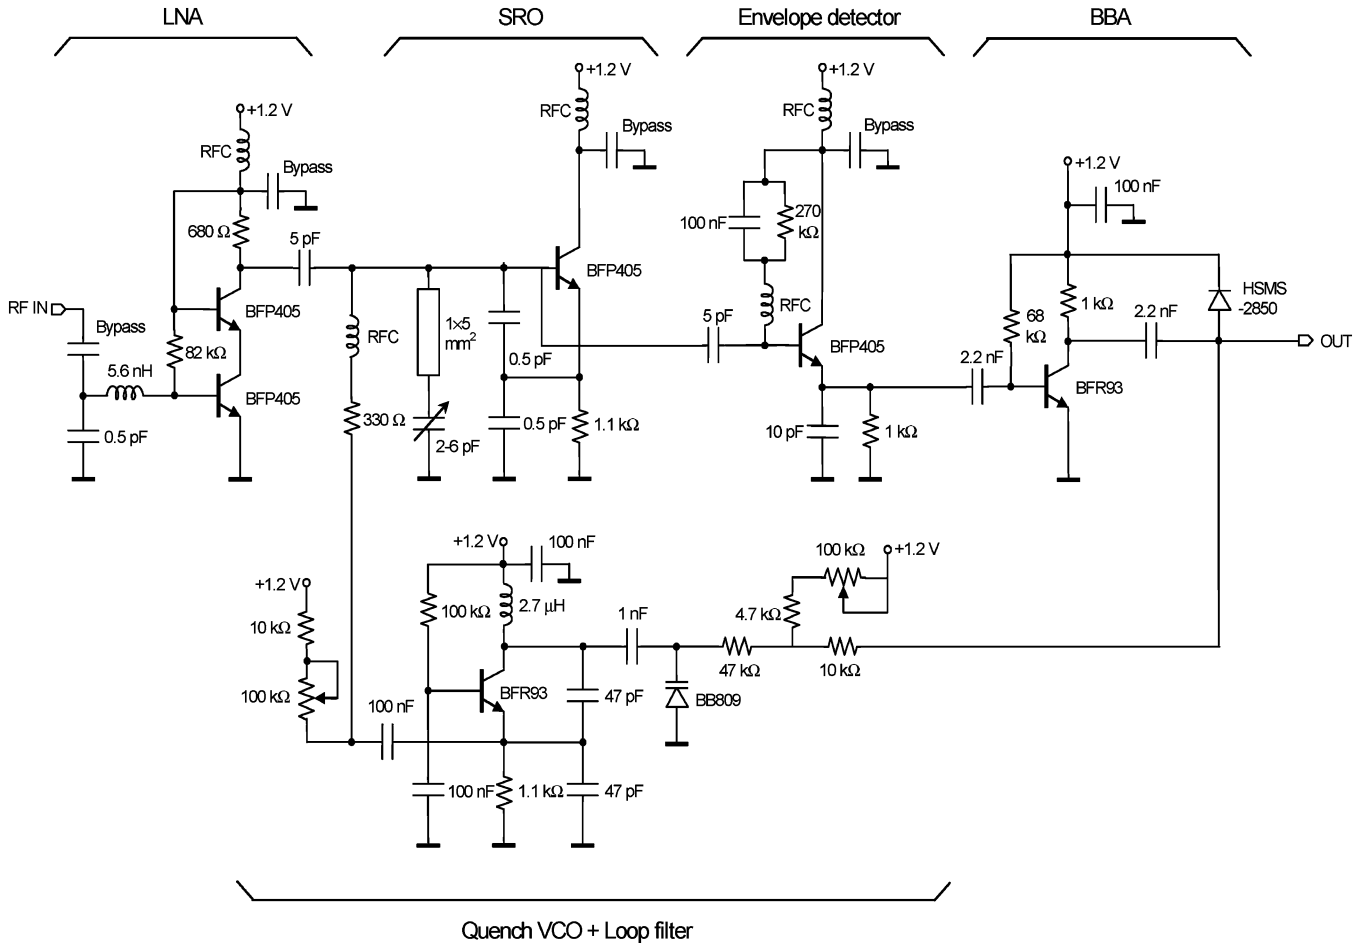 LNA
SRO
Envelope detector
BBA
+1.2 V
RFC
Bypass
680 Ω
5 pF
BFP405
RF IN
Bypass
82 kΩ
5.6 nH
BFP405
0.5 pF
+1.2 V
RFC
Bypass
BFP405
RFC
1×5
mm²
0.5 pF
330 Ω
2-6 pF
0.5 pF
1.1 kΩ
+1.2 V
RFC
Bypass
100 nF
270
kΩ
RFC
5 pF
BFP405
10 pF
1 kΩ
+1.2 V
100 nF
1 kΩ
HSMS
-2850
68
kΩ
2.2 nF
2.2 nF
OUT
BFR93
+1.2 V
10 kΩ
100 kΩ
100 nF
+1.2 V
100 nF
100 kΩ
2.7 μH
BFR93
47 pF
100 nF
1.1 kΩ
47 pF
1 nF
BB809
47 kΩ
4.7 kΩ
100 kΩ
+1.2 V
10 kΩ
Quench VCO + Loop filter